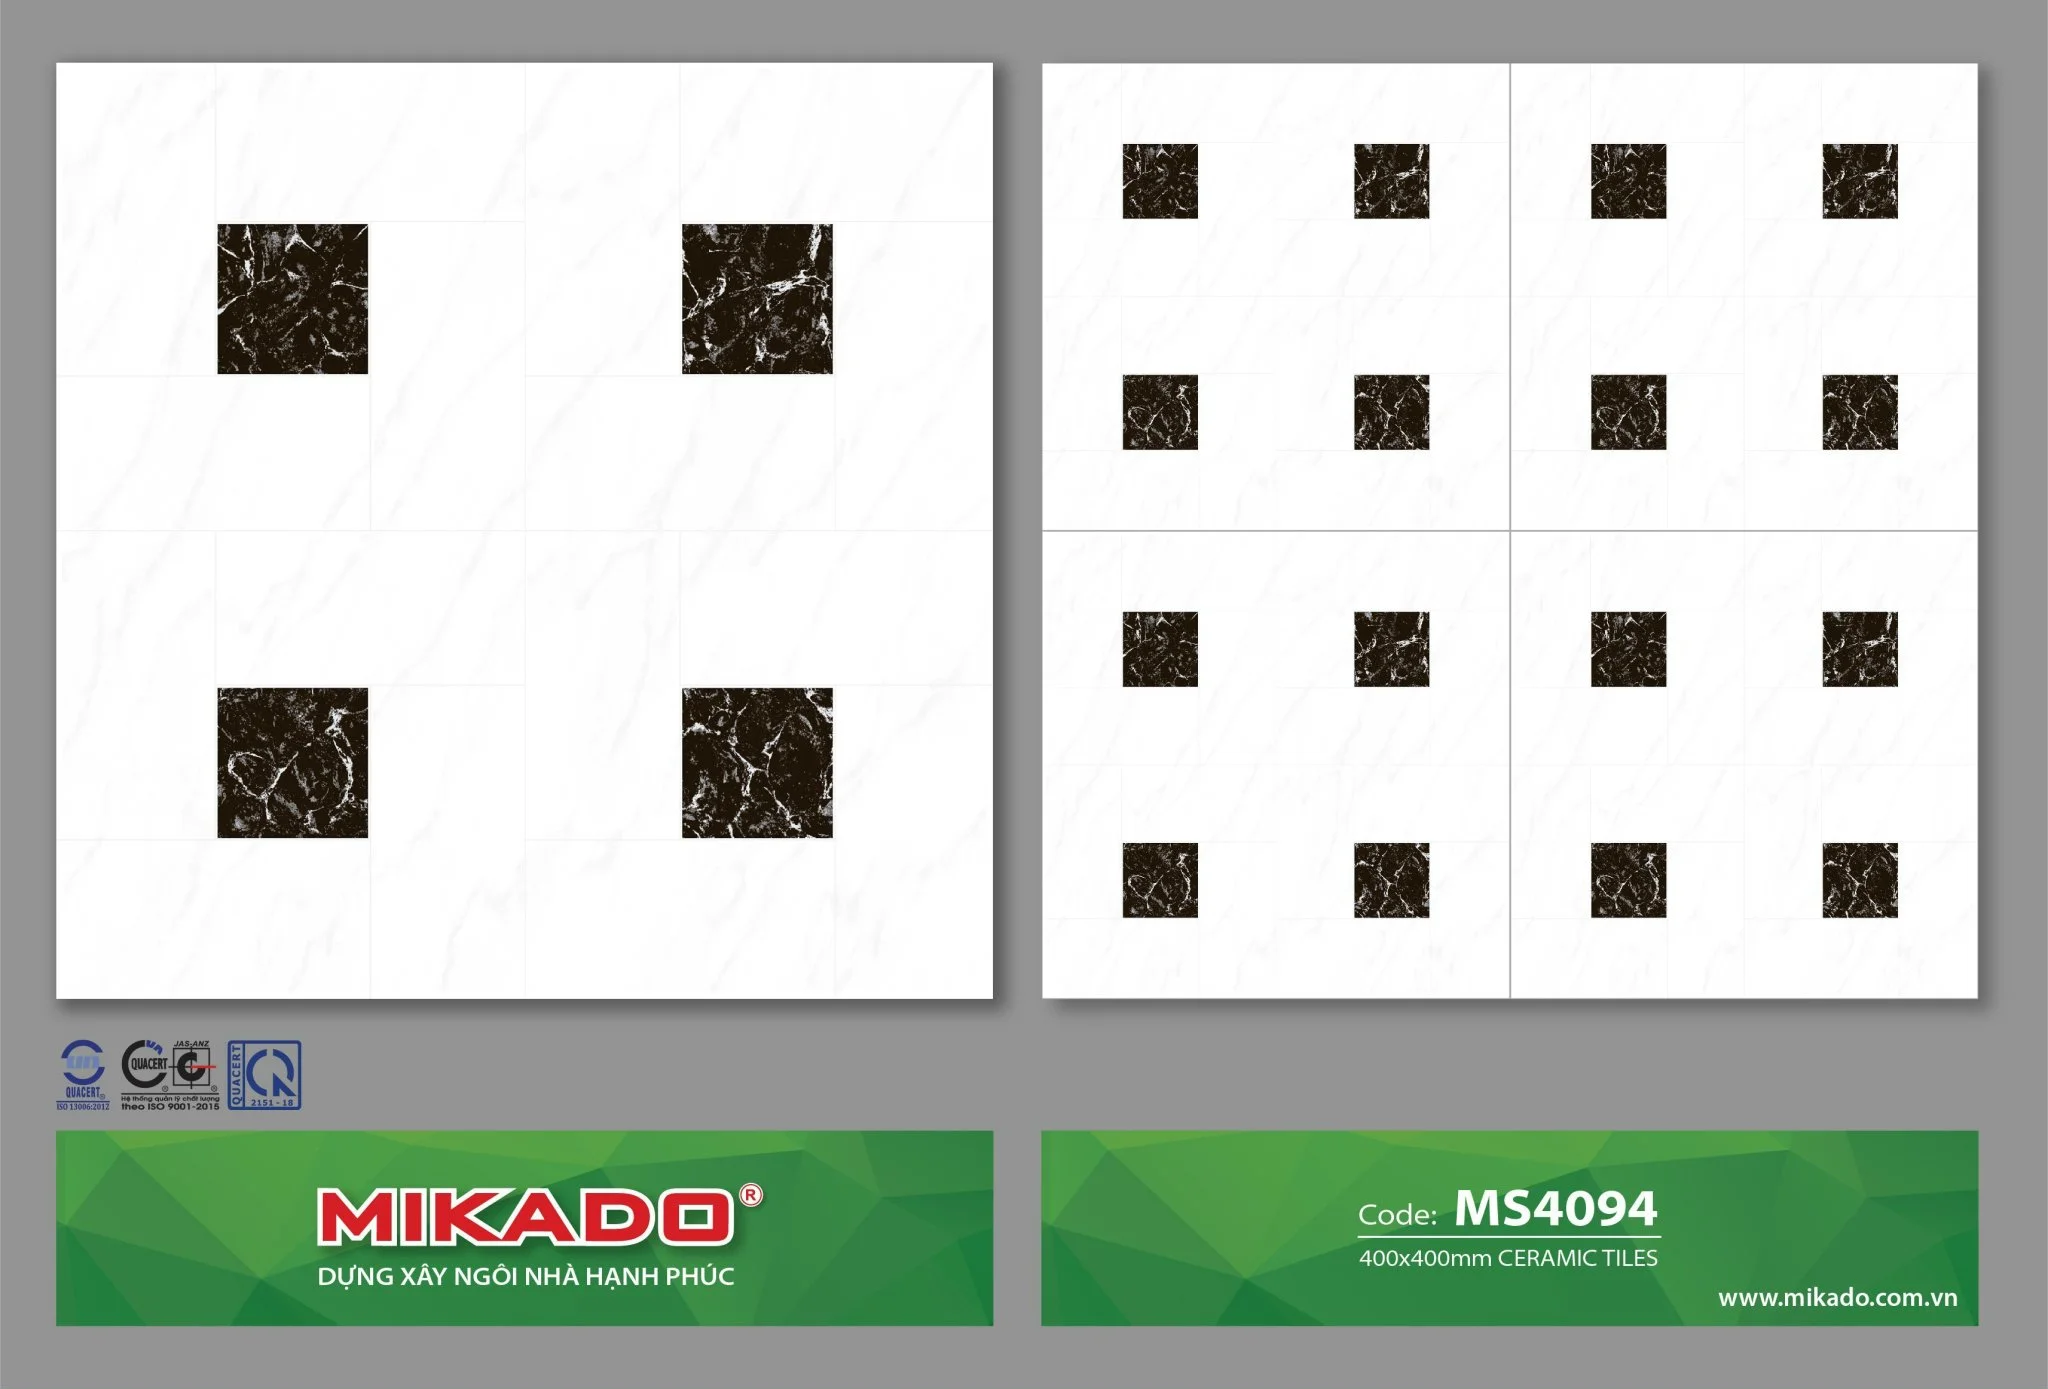 QUACERT
ISO 13006:2012
QUACERT
JAS-ANZ
Hệ thống quản lý chất lượng
theo ISO 9001-2015
QUACERT
2151 - 18
MIKADO®
DỰNG XÂY NGÔI NHÀ HẠNH PHÚC
Code: MS4094
400x400mm CERAMIC TILES
www.mikado.com.vn